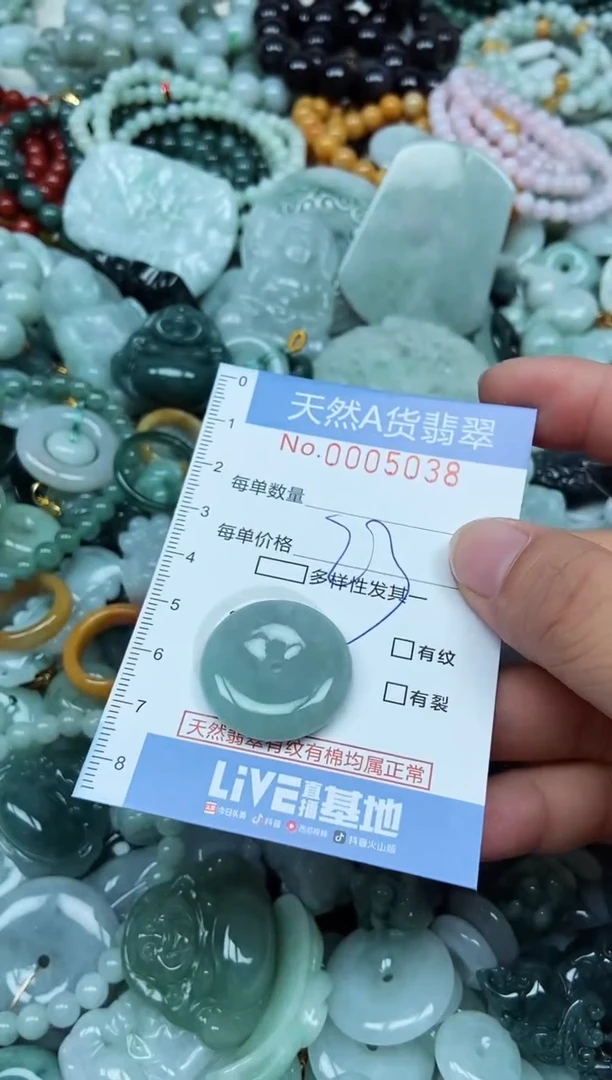 0
天然A货翡翠
No.0005038
1
2
每单数量
3
每单价格
4
多样性发其一
5
有纹
6
有裂
7
天然翡翠有纹有棉均属正常
8
LiVE直播基地
今日头条 抖音 西瓜视频 抖音火山版